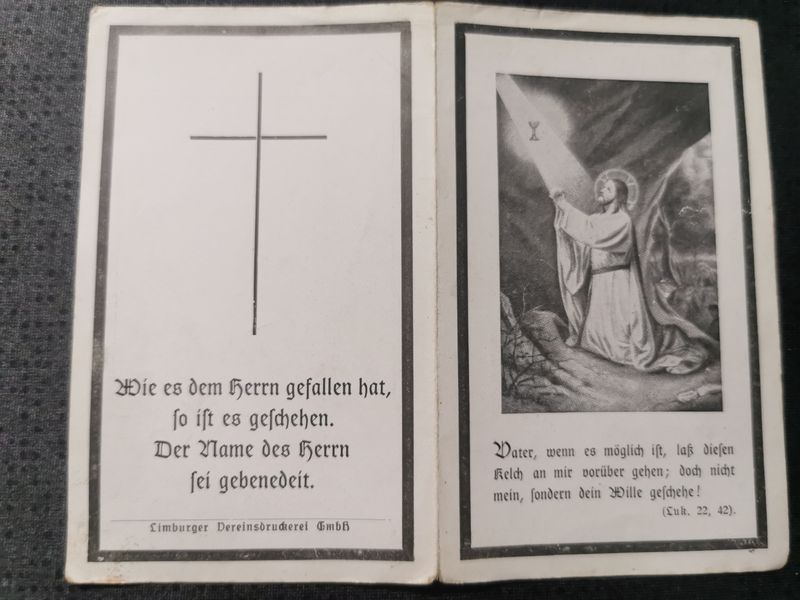 Wie es dem Herrn gefallen hat,
so ist es geschehen.
Der Name des Herrn
sei gebenedeit.
Limburger Vereinsdruckerei GmbH
Vater, wenn es möglich ist, laß diesen
Kelch an mir vorüber gehen; doch nicht
mein, sondern dein Wille geschehe!
(Luk. 22, 42).